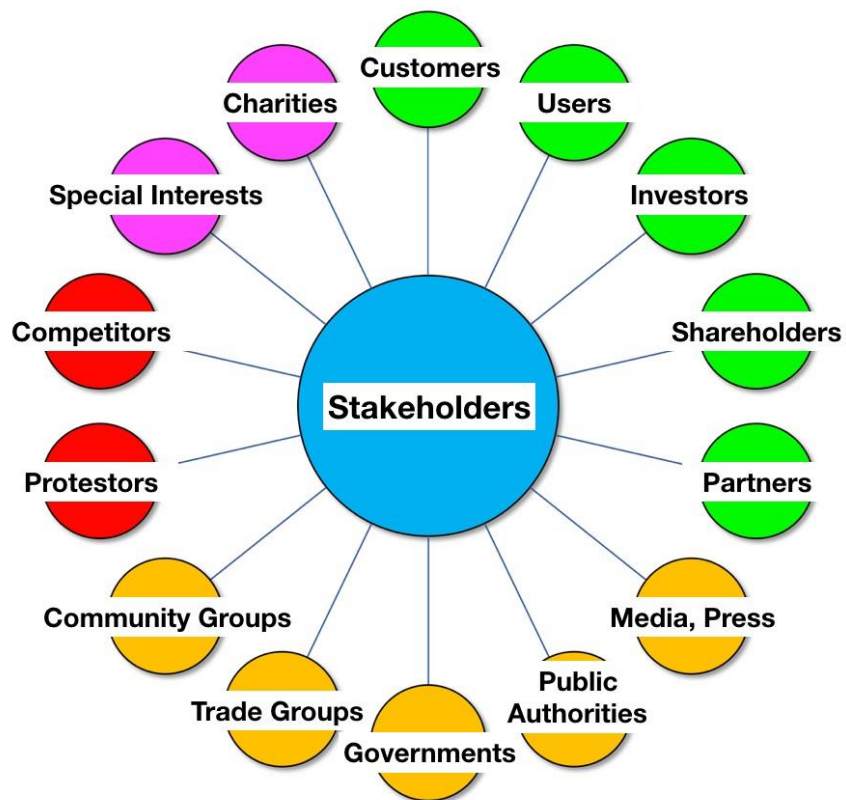 Customers
Users
Investors
Shareholders
Partners
Media, Press
Public
Authorities
Governments
Trade Groups
Community Groups
Protestors
Competitors
Special Interests
Charities
Stakeholders